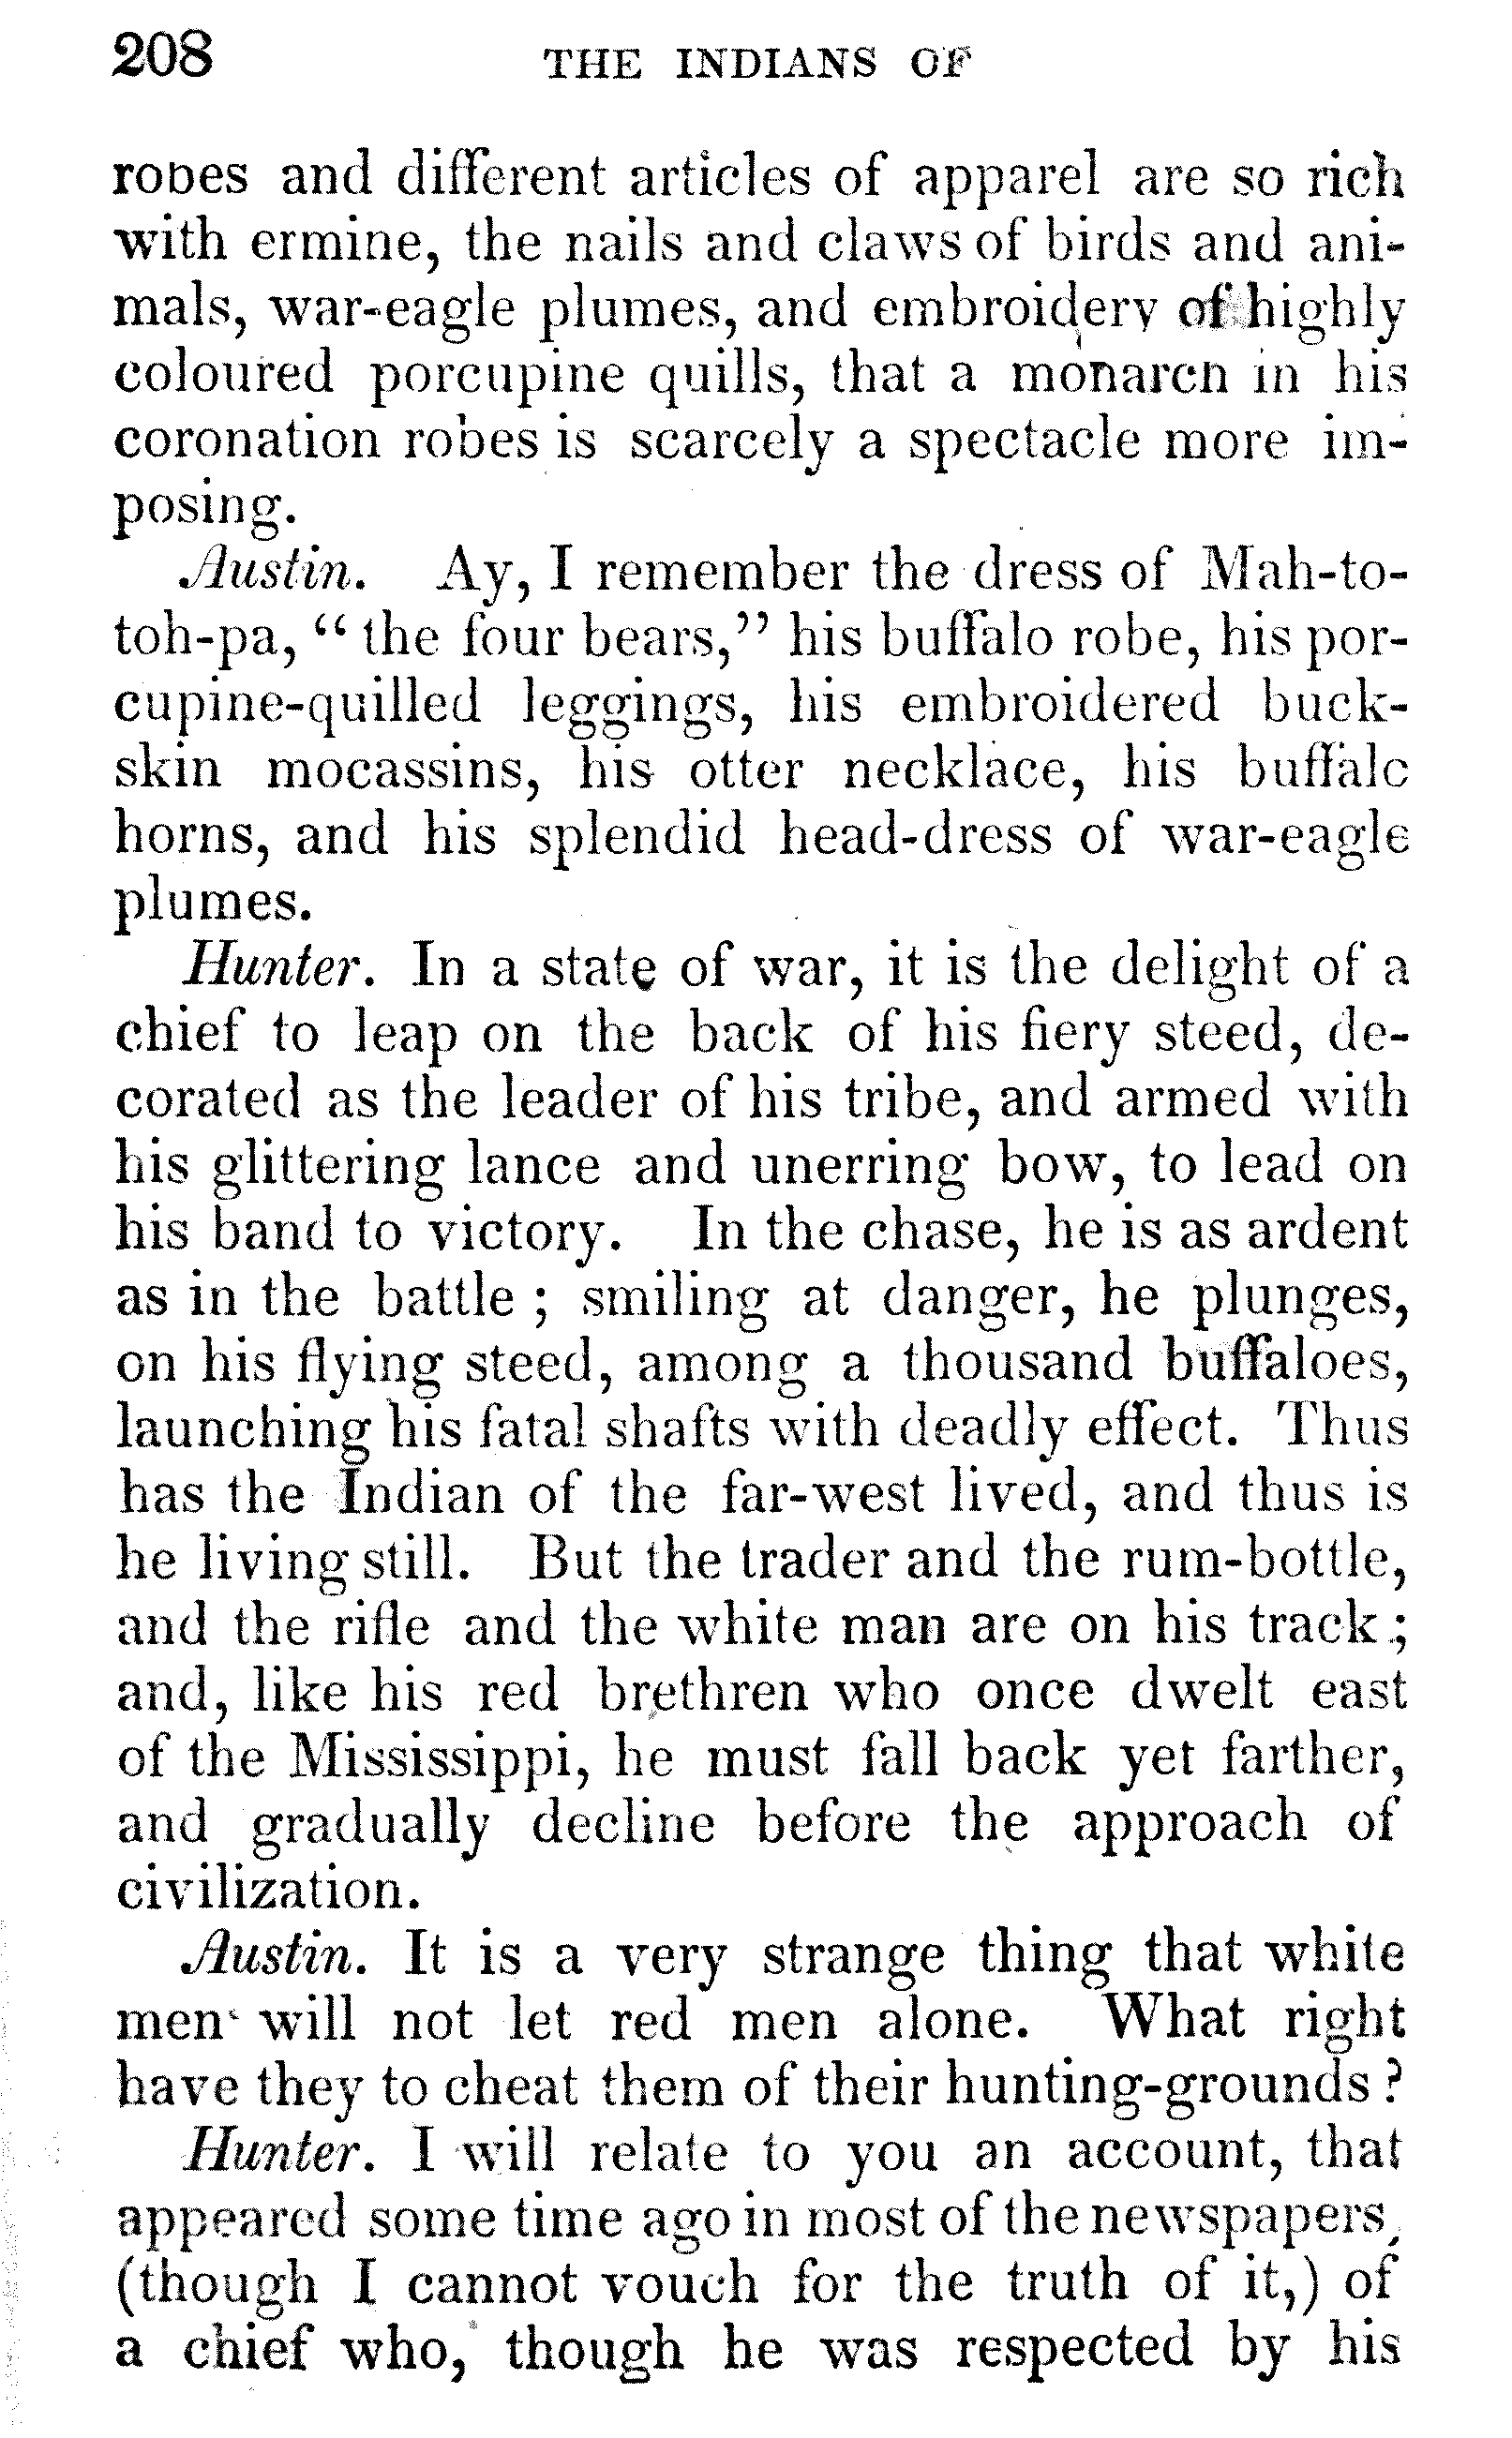 208 THE INDIANS OF
robes and different articles of apparel are so rich
with ermine, the nails and claws of birds and ani-
mals, war-eagle plumes, and embroidery of highly
coloured porcupine quills, that a monarch in his
coronation robes is scarcely a spectacle more im-
posing.
Austin. Ay, I remember the dress of Mah-to-
toh-pa, "the four bears," his buffalo robe, his por-
cupine-quilled leggings, his embroidered buck-
skin mocassins, his otter necklace, his buffalo
horns, and his splendid head-dress of war-eagle
plumes.
Hunter. In a state of war, it is the delight of a
chief to leap on the back of his fiery steed, de-
corated as the leader of his tribe, and armed with
his glittering lance and unerring bow, to lead on
his band to victory. In the chase, he is as ardent
as in the battle; smiling at danger, he plunges,
on his flying steed, among a thousand buffaloes,
launching his fatal shafts with deadly effect. Thus
has the Indian of the far-west lived, and thus is
he living still. But the trader and the rum-bottle,
and the rifle and the white man are on his track;
and, like his red brethren who once dwelt east
of the Mississippi, he must fall back yet farther,
and gradually decline before the approach of
civilization.
Austin. It is a very strange thing that white
men will not let red men alone. What right
have they to cheat them of their hunting-grounds?
Hunter. I will relate to you an account, that
appeared some time ago in most of the newspapers,
(though I cannot vouch for the truth of it,) of
a chief who, though he was respected by his